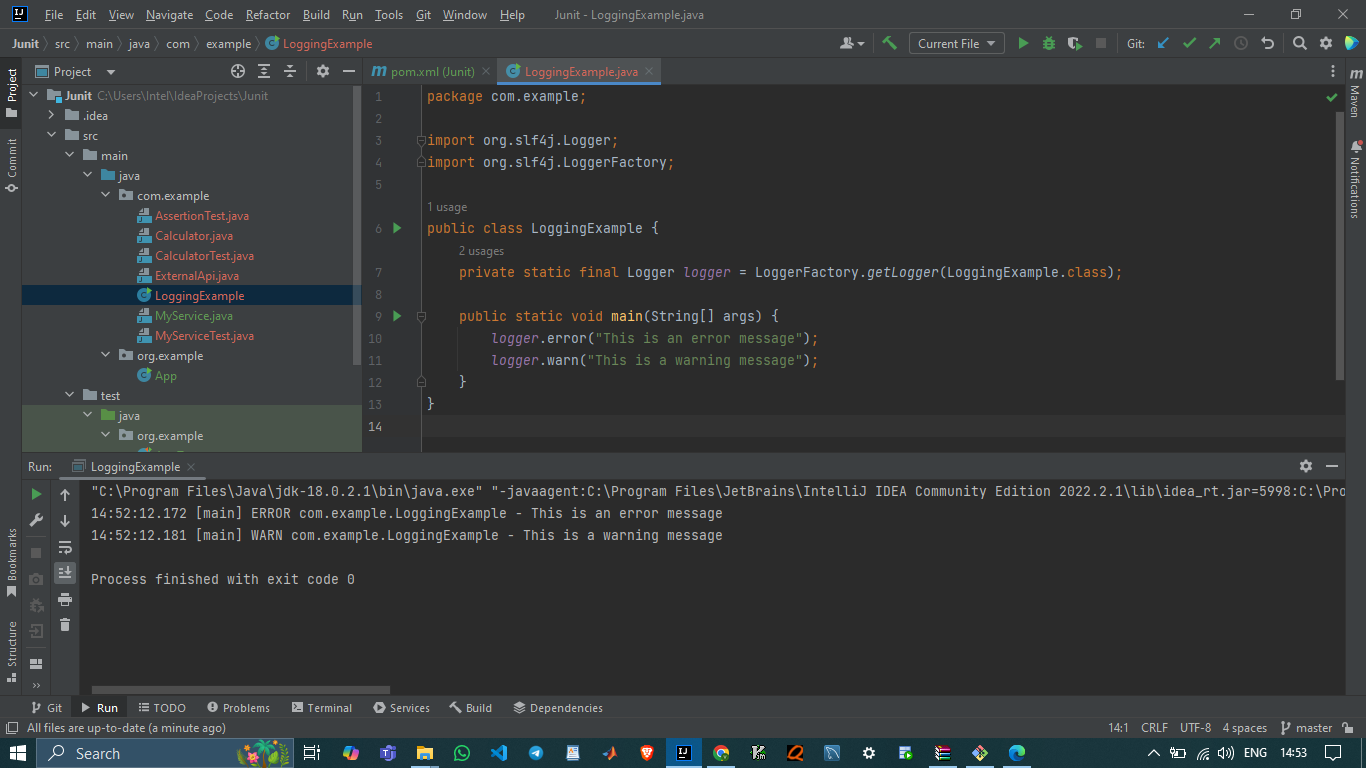 File Edit View Navigate Code Refactor Build Run Tools Git Window Help Junit - LoggingExample.java
Junit src main java com example LoggingExample Current File Git:
Project
pom.xml (Junit) LoggingExample.java
Project
Commit
Bookmarks
Structure
Junit C:\Users\Intel\IdeaProjects\Junit
.idea
src
main
java
com.example
AssertionTest.java
Calculator.java
CalculatorTest.java
ExternalApi.java
LoggingExample
MyService.java
MyServiceTest.java
org.example
App
test
java
org.example
1 package com.example;
2
3 import org.slf4j.Logger;
4 import org.slf4j.LoggerFactory;
5
1 usage
6 public class LoggingExample {
2 usages
7 private static final Logger logger = LoggerFactory.getLogger(LoggingExample.class);
8
9 public static void main(String[] args) {
10 logger.error("This is an error message");
11 logger.warn("This is a warning message");
12 }
13 }
14
Maven
Notifications
Run: LoggingExample
"C:\Program Files\Java\jdk-18.0.2.1\bin\java.exe" "-javaagent:C:\Program Files\JetBrains\IntelliJ IDEA Community Edition 2022.2.1\lib\idea_rt.jar=5998:C:\Pro
14:52:12.172 [main] ERROR com.example.LoggingExample - This is an error message
14:52:12.181 [main] WARN com.example.LoggingExample - This is a warning message
Process finished with exit code 0
Git Run TODO Problems Terminal Services Build Dependencies
All files are up-to-date (a minute ago) 14:1 CRLF UTF-8 4 spaces master
Search ENG 14:53